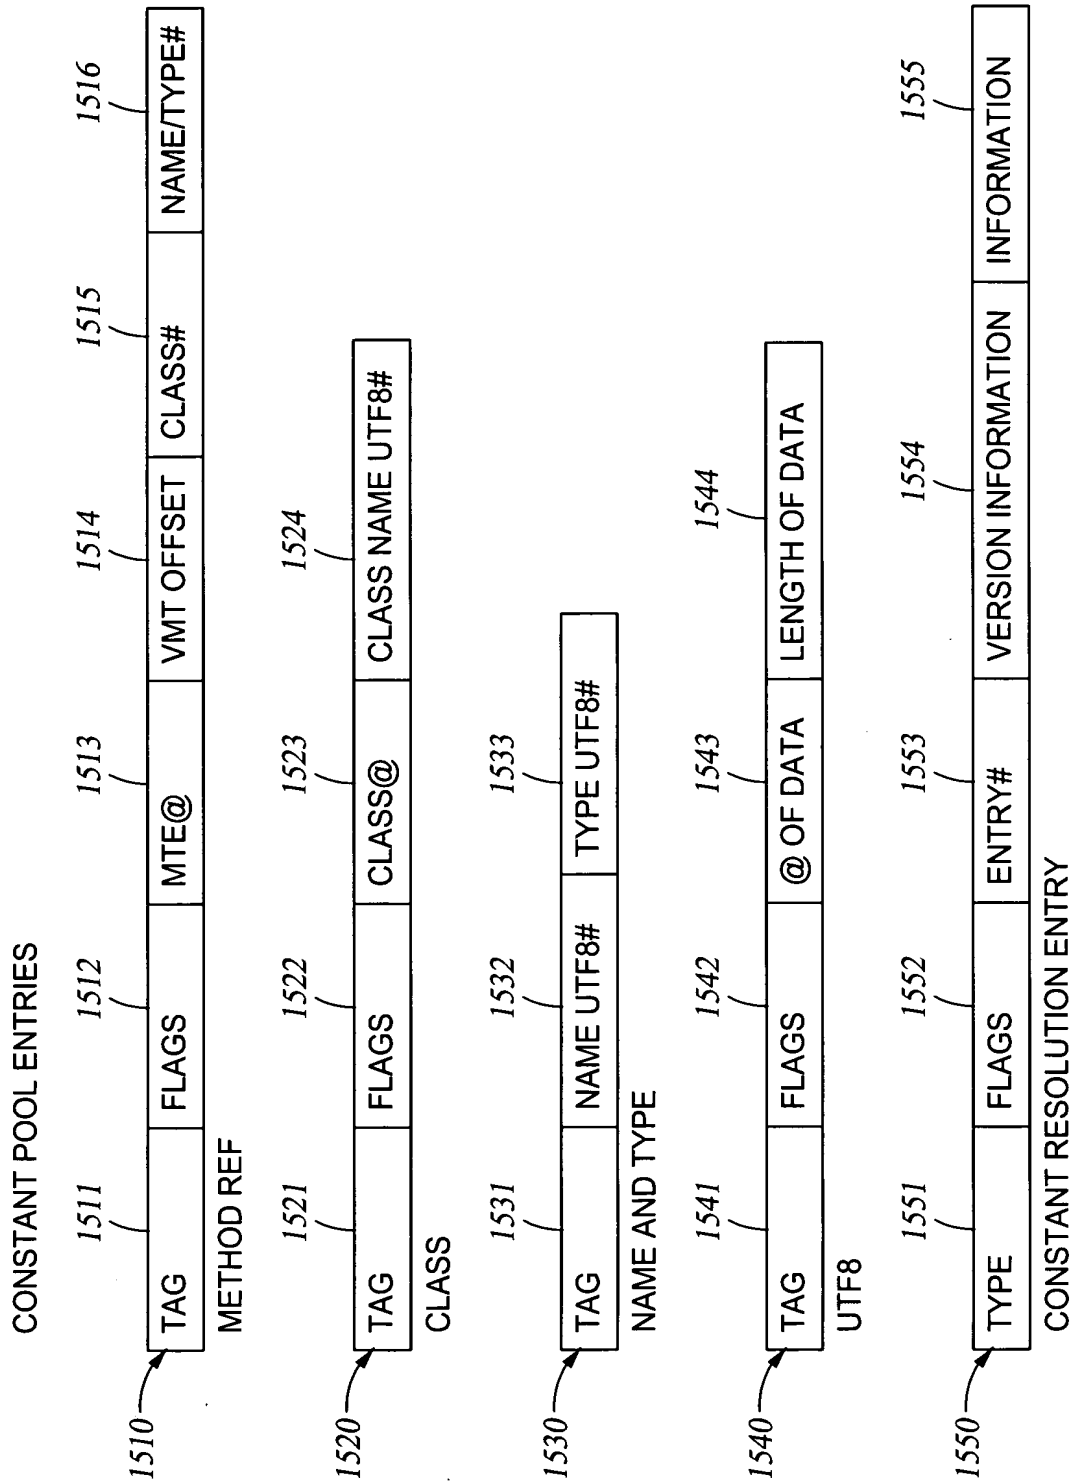 CONSTANT POOL ENTRIES
1511 1512 1513 1514 1515 1516
1510 TAG FLAGS MTE@ VMT OFFSET CLASS# NAME/TYPE#
METHOD REF
1521 1522 1523 1524
1520 TAG FLAGS CLASS@ CLASS NAME UTF8#
CLASS
1531 1532 1533
1530 TAG NAME UTF8# TYPE UTF8#
NAME AND TYPE
1541 1542 1543 1544
1540 TAG FLAGS @ OF DATA LENGTH OF DATA
UTF8
1551 1552 1553 1554 1555
1550 TYPE FLAGS ENTRY# VERSION INFORMATION INFORMATION
CONSTANT RESOLUTION ENTRY